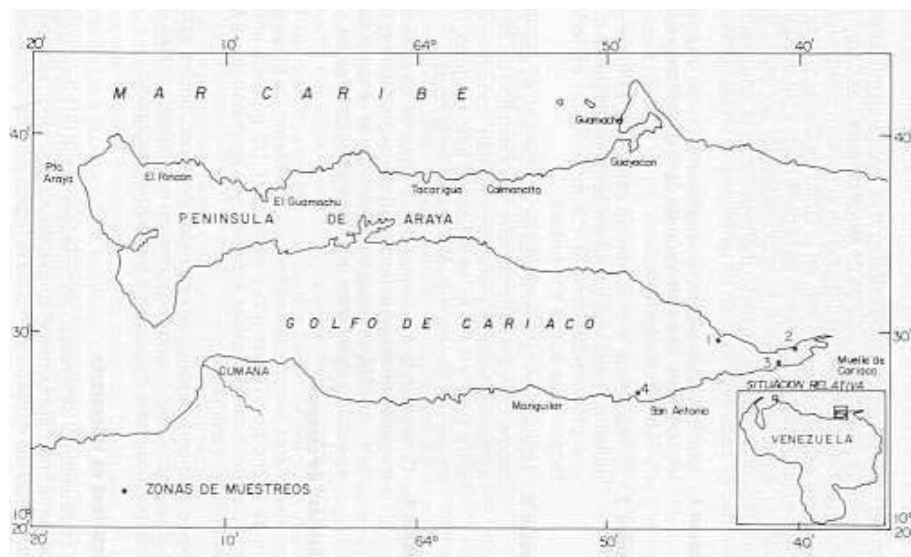 20' 10' 64° 50' 40'
MAR CARIBE
40' 40'
Guamache
Pta. Araya
El Rincón
Guayacan
Tacarigua
Caimancito
El Guamachu
PENINSULA DE ARAYA
30' 30'
GOLFO DE CARIACO
1 2
3
Muelle de Cariaco
CUMANA
4
SITUACION RELATIVA
Mariguitar
San Antonio
VENEZUELA
• ZONAS DE MUESTREOS
10° 20' 10° 20'
20' 10' 64° 50' 40'